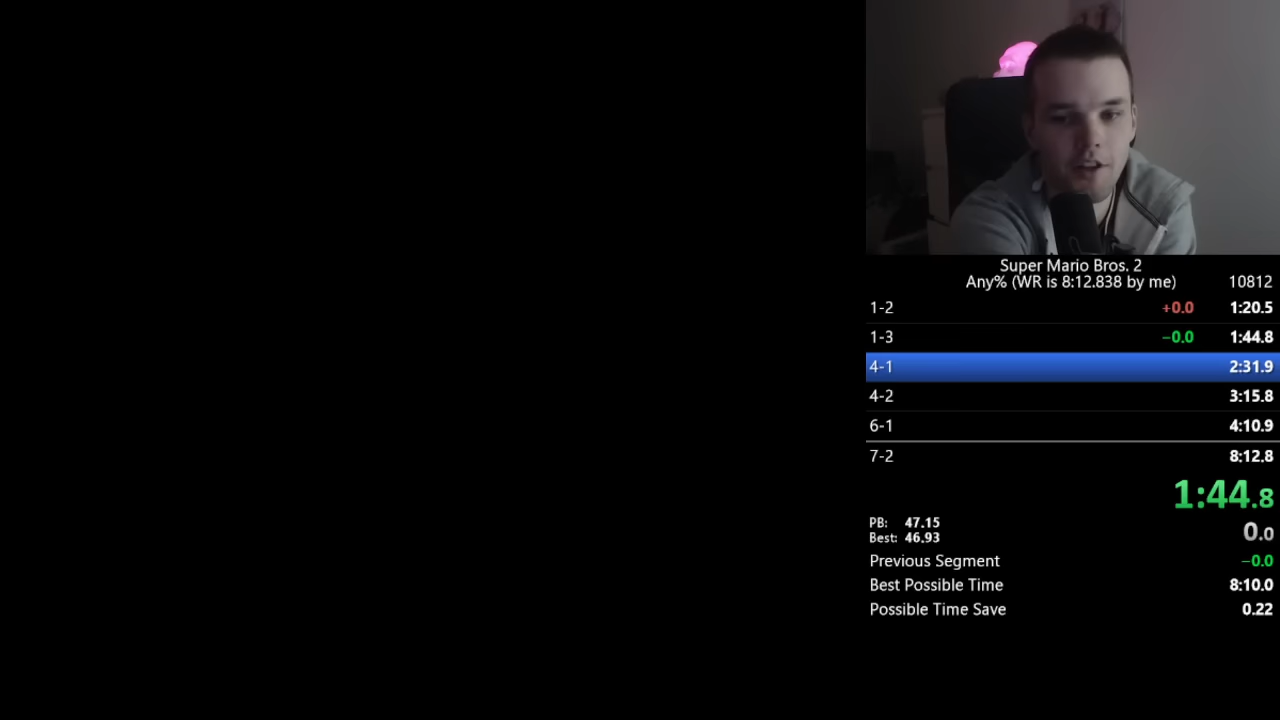 Super Mario Bros. 2
Any% (WR is 8:12.838 by me) 10812
1-2 +0.0 1:20.5
1-3 −0.0 1:44.8
4-1 2:31.9
4-2 3:15.8
6-1 4:10.9
7-2 8:12.8
1:44.8
PB: 47.15
Best: 46.93 0.0
Previous Segment −0.0
Best Possible Time 8:10.0
Possible Time Save 0.22